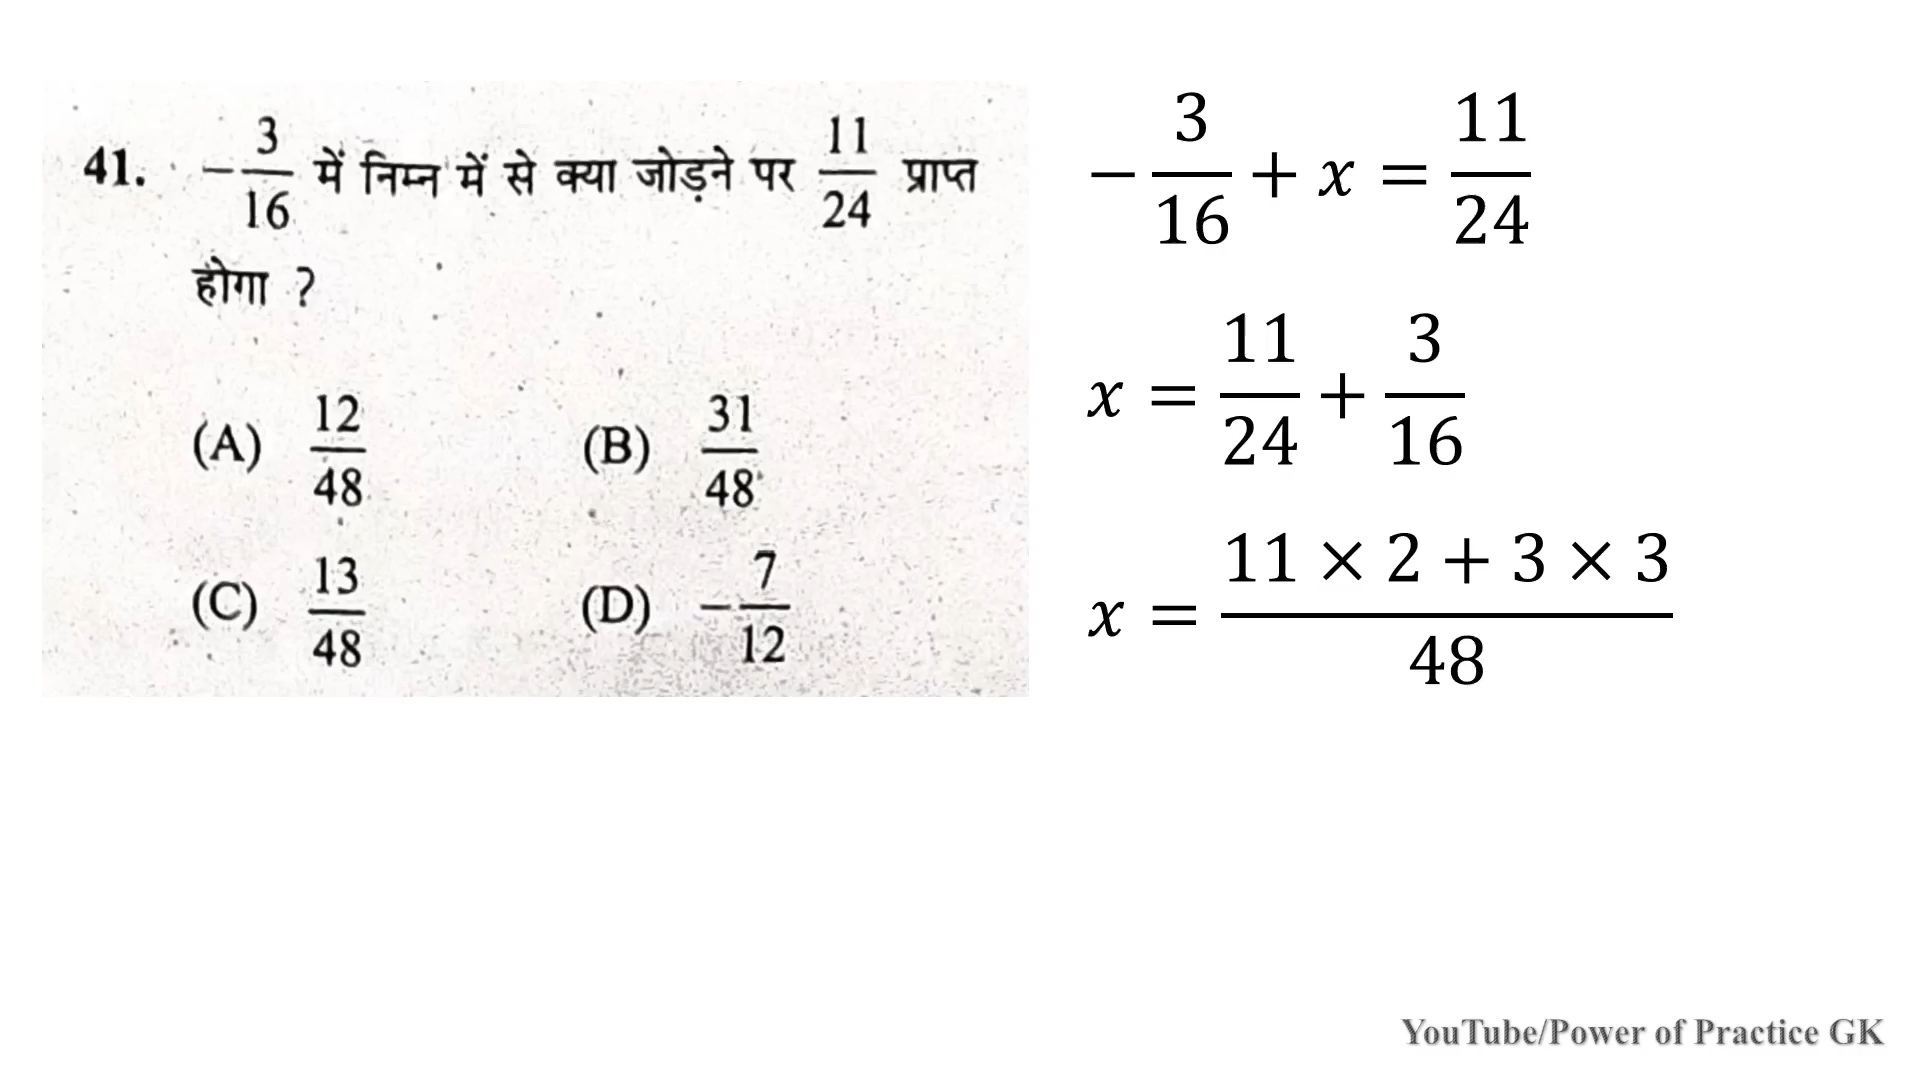 41. -3/16 में निम्न में से क्या जोड़ने पर 11/24 प्राप्त
होगा ?
(A) 12/48 (B) 31/48
(C) 13/48 (D) -7/12
−3/16 + x = 11/24
x = 11/24 + 3/16
x = (11 × 2 + 3 × 3)/48
YouTube/Power of Practice GK